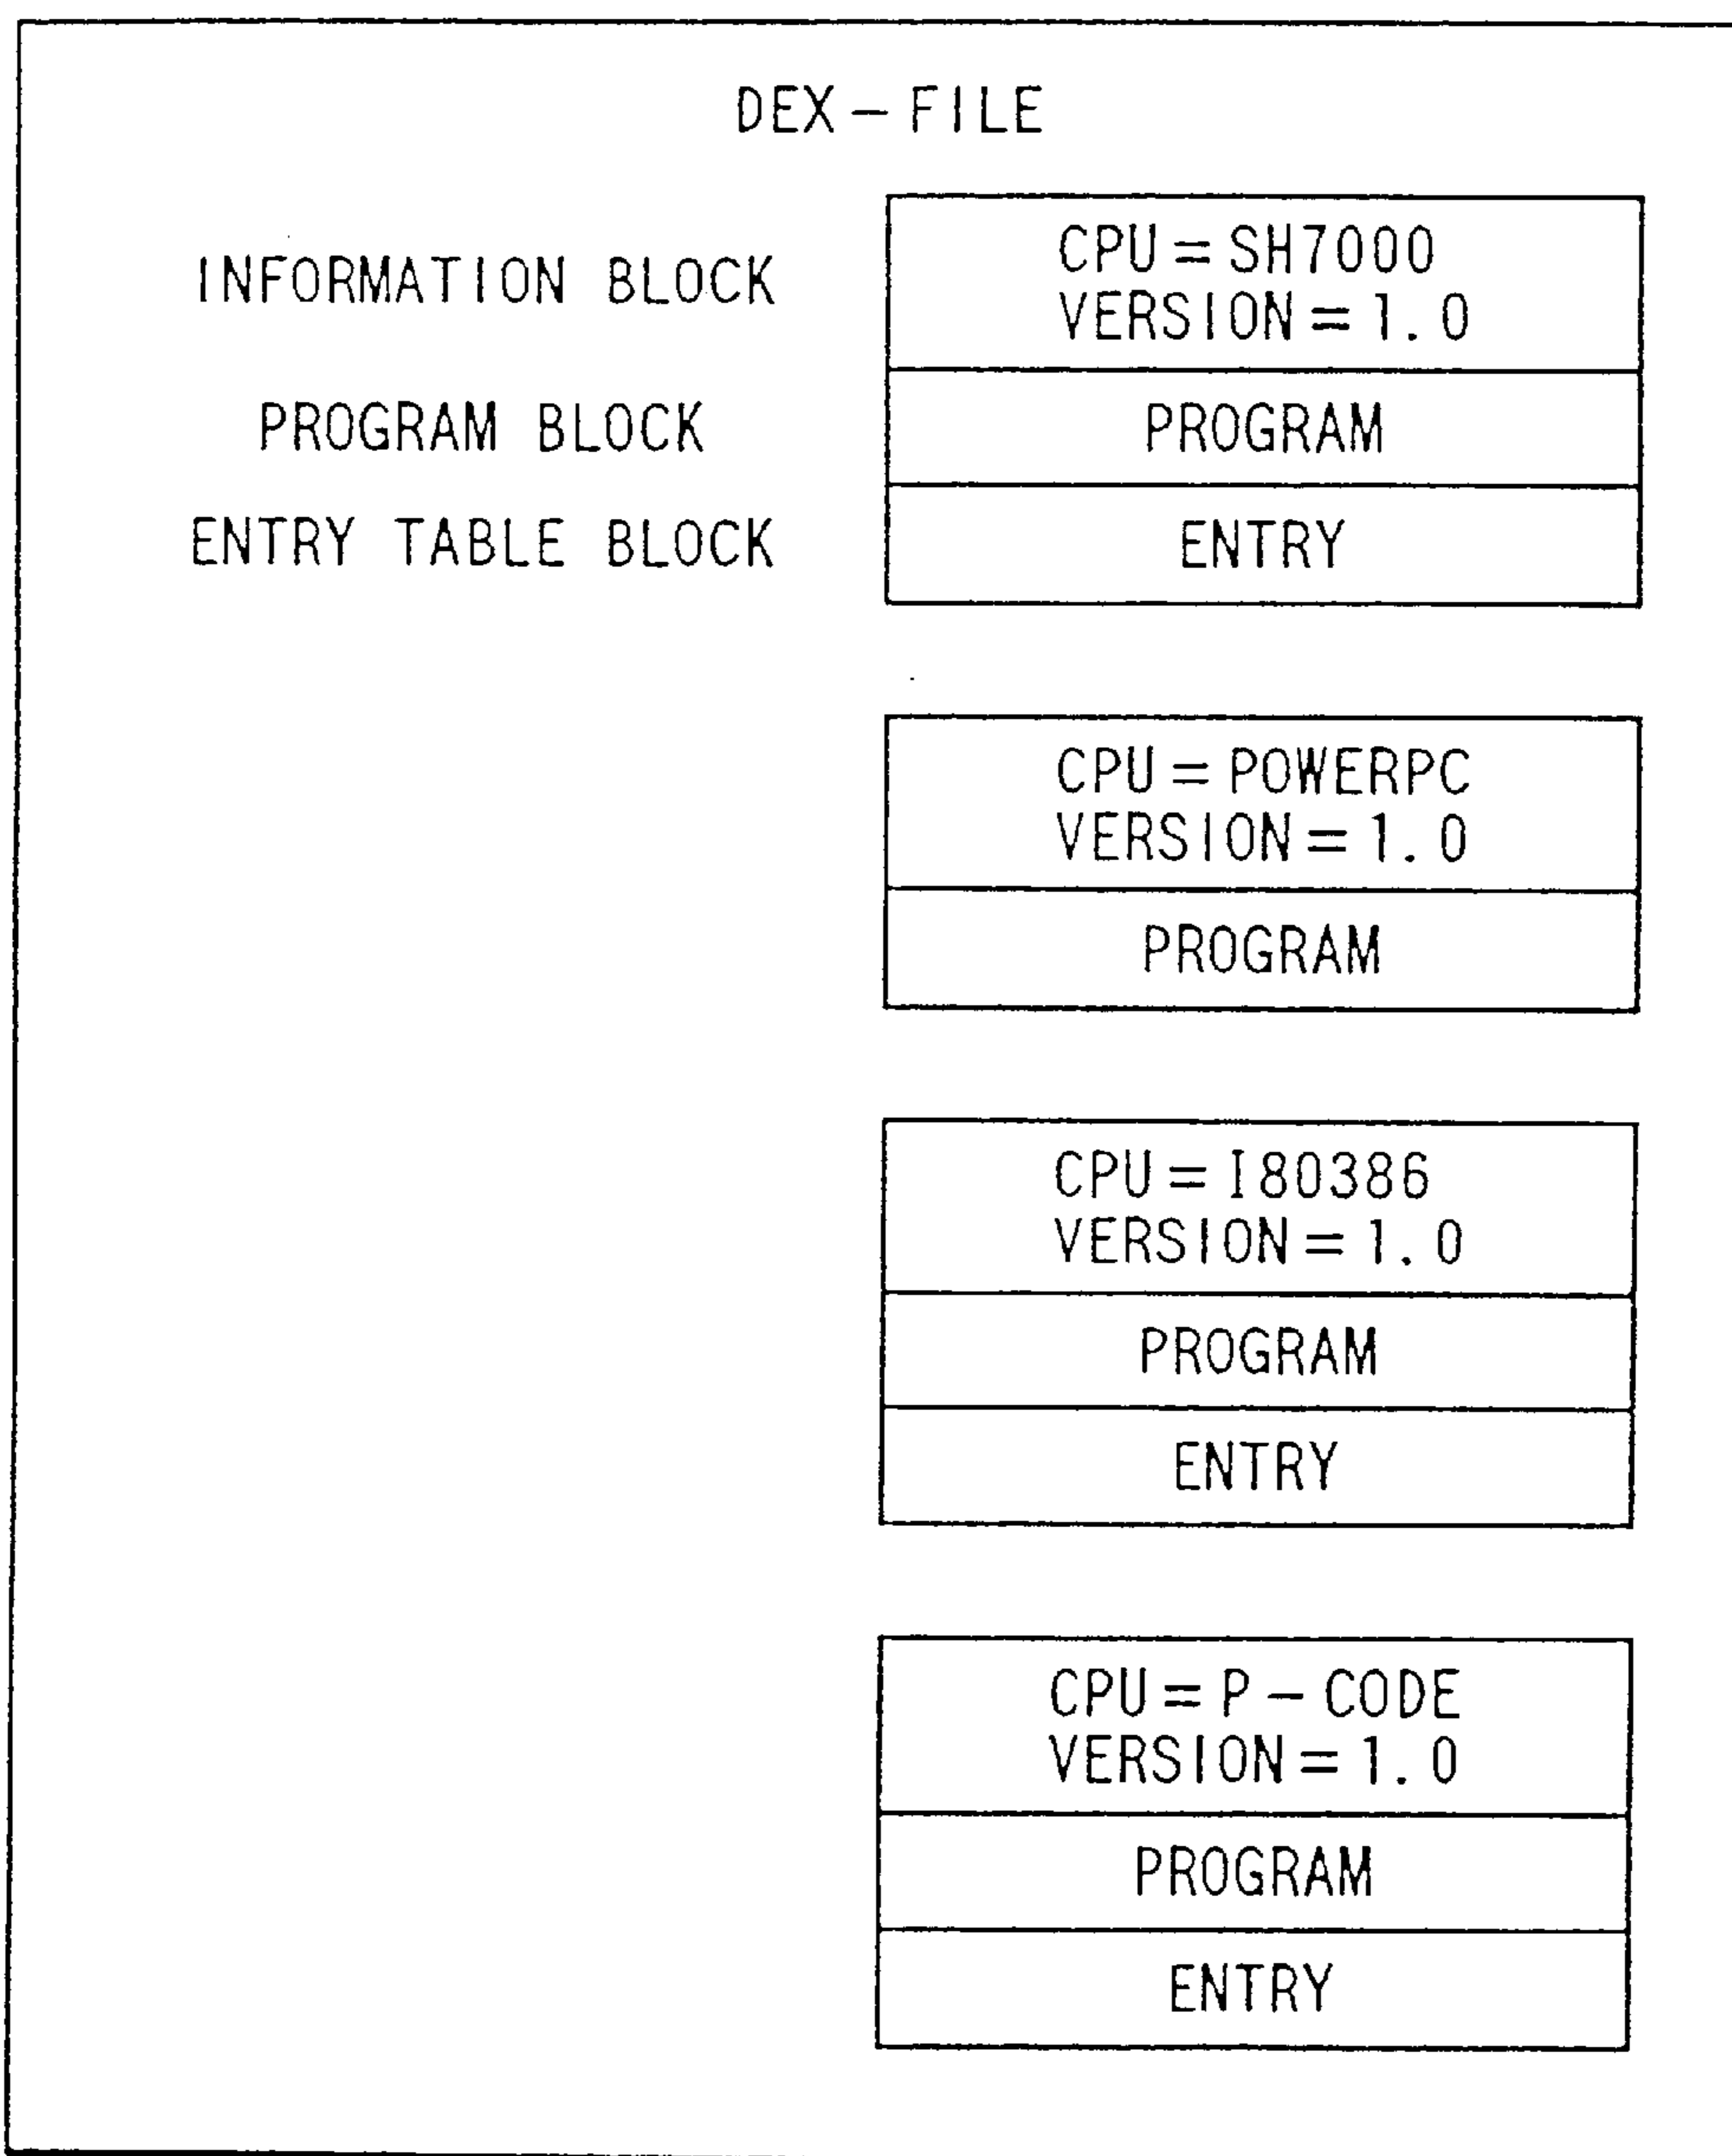 DEX-FILE
INFORMATION BLOCK
CPU=SH7000
VERSION=1.0
PROGRAM BLOCK
PROGRAM
ENTRY TABLE BLOCK
ENTRY
CPU=POWERPC
VERSION=1.0
PROGRAM
CPU=I80386
VERSION=1.0
PROGRAM
ENTRY
CPU=P-CODE
VERSION=1.0
PROGRAM
ENTRY